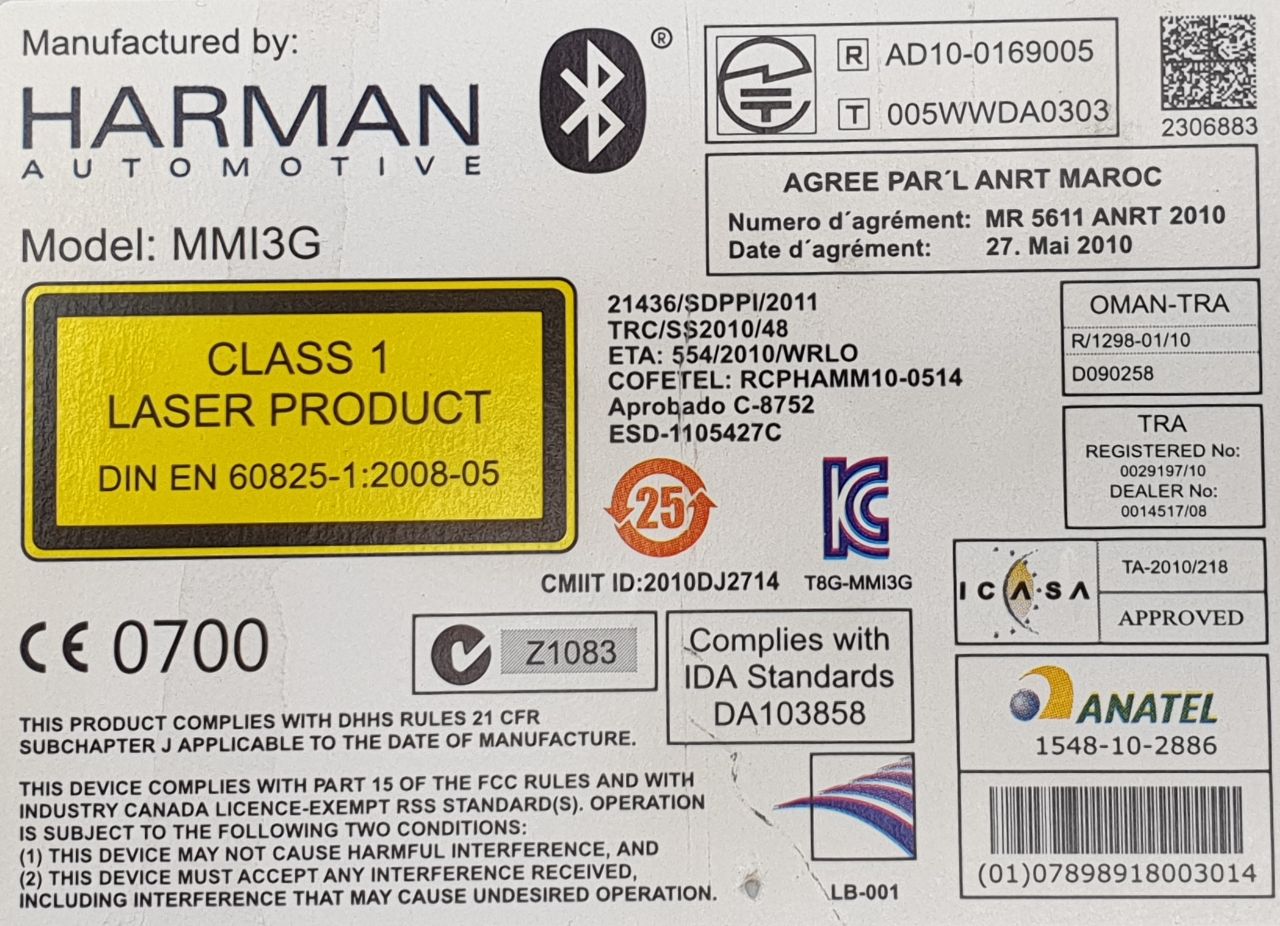 Manufactured by:
HARMAN
AUTOMOTIVE
Model: MMI3G
®
R AD10-0169005
T 005WWDA0303
2306883
AGREE PAR´L ANRT MAROC
Numero d´agrément: MR 5611 ANRT 2010
Date d´agrément: 27. Mai 2010
CLASS 1
LASER PRODUCT
DIN EN 60825-1:2008-05
21436/SDPPI/2011
TRC/SS2010/48
ETA: 554/2010/WRLO
COFETEL: RCPHAMM10-0514
Aprobado C-8752
ESD-1105427C
OMAN-TRA
R/1298-01/10
D090258
TRA
REGISTERED No:
0029197/10
DEALER No:
0014517/08
25
CMIIT ID:2010DJ2714
KC
T8G-MMI3G
ICASA
TA-2010/218
APPROVED
CE 0700
Z1083
Complies with
IDA Standards
DA103858
ANATEL
1548-10-2886
(01)07898918003014
THIS PRODUCT COMPLIES WITH DHHS RULES 21 CFR
SUBCHAPTER J APPLICABLE TO THE DATE OF MANUFACTURE.
THIS DEVICE COMPLIES WITH PART 15 OF THE FCC RULES AND WITH
INDUSTRY CANADA LICENCE-EXEMPT RSS STANDARD(S). OPERATION
IS SUBJECT TO THE FOLLOWING TWO CONDITIONS:
(1) THIS DEVICE MAY NOT CAUSE HARMFUL INTERFERENCE, AND
(2) THIS DEVICE MUST ACCEPT ANY INTERFERENCE RECEIVED,
INCLUDING INTERFERENCE THAT MAY CAUSE UNDESIRED OPERATION.
LB-001